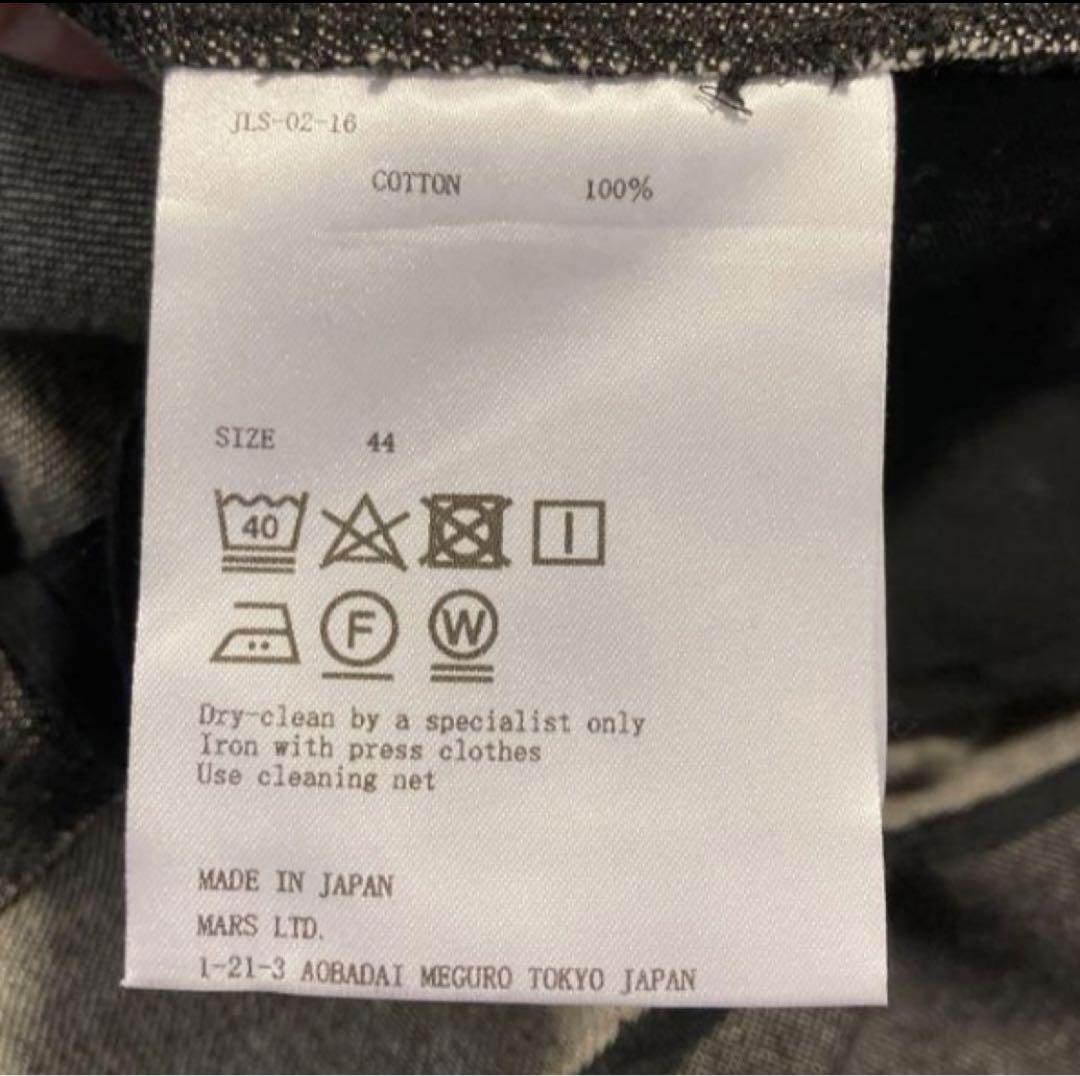 JLS-02-16
COTTON 100%
SIZE 44
40
F W
Dry-clean by a specialist only
Iron with press clothes
Use cleaning net
MADE IN JAPAN
MARS LTD.
1-21-3 AOBADAI MEGURO TOKYO JAPAN